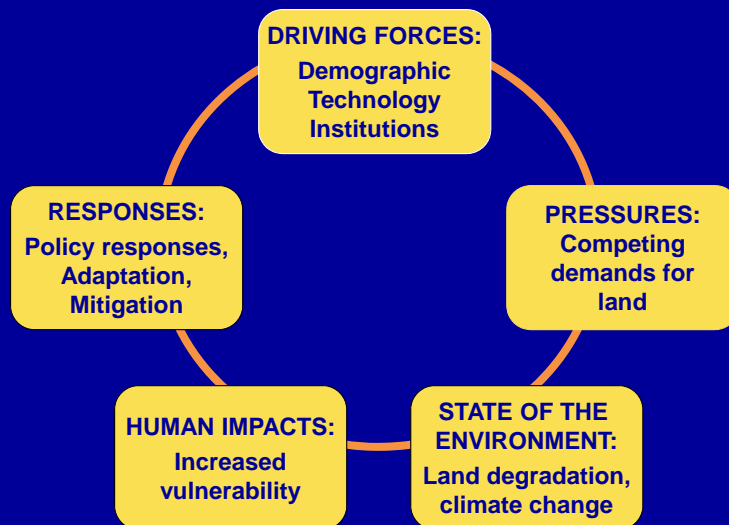 DRIVING FORCES:
Demographic
Technology
Institutions
PRESSURES:
Competing
demands for
land
STATE OF THE
ENVIRONMENT:
Land degradation,
climate change
HUMAN IMPACTS:
Increased
vulnerability
RESPONSES:
Policy responses,
Adaptation,
Mitigation